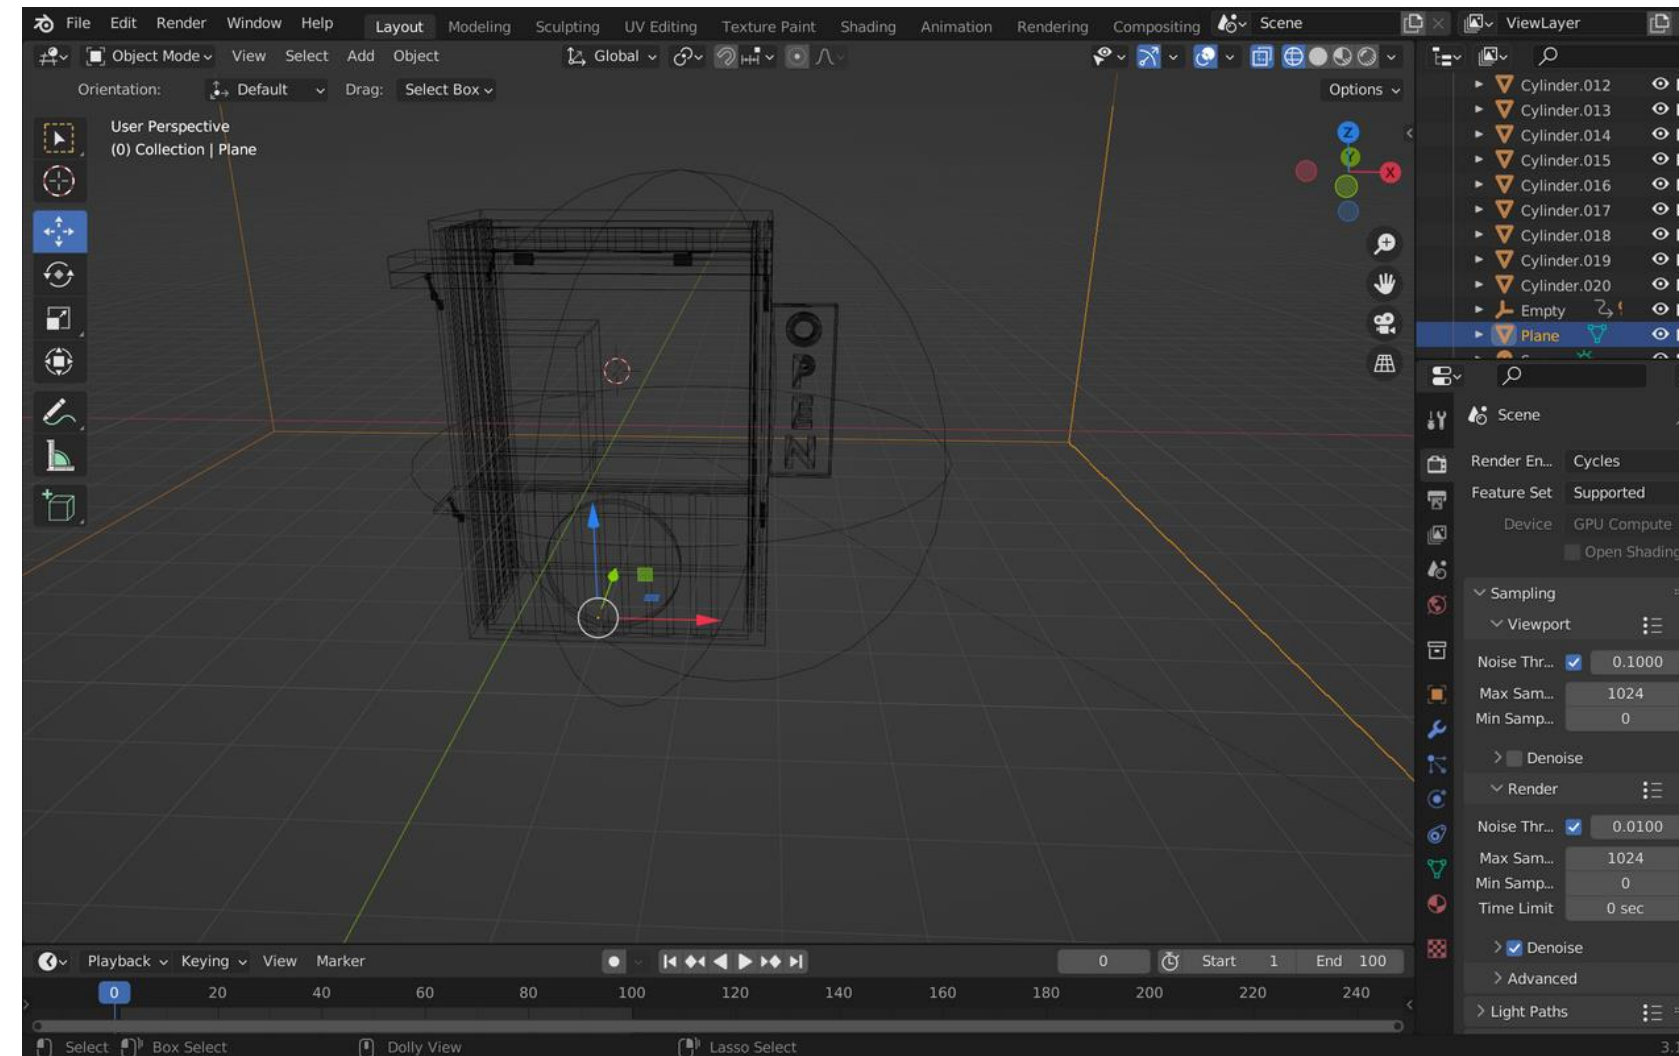 File Edit Render Window Help Layout Modeling Sculpting UV Editing Texture Paint Shading Animation Rendering Compositing Scene ViewLayer
Object Mode View Select Add Object Global
Orientation: Default Drag: Select Box Options
User Perspective
(0) Collection | Plane
Z
Y
X
O
P
E
N
Cylinder.012
Cylinder.013
Cylinder.014
Cylinder.015
Cylinder.016
Cylinder.017
Cylinder.018
Cylinder.019
Cylinder.020
Empty
Plane
Scene
Render En... Cycles
Feature Set Supported
Device GPU Compute
Open Shading
Sampling
Viewport
Noise Thr... 0.1000
Max Sam... 1024
Min Samp... 0
Denoise
Render
Noise Thr... 0.0100
Max Sam... 1024
Min Samp... 0
Time Limit 0 sec
Denoise
Advanced
Light Paths
Playback Keying View Marker 0 Start 1 End 100
0 20 40 60 80 100 120 140 160 180 200 220 240
Select Box Select Dolly View Lasso Select